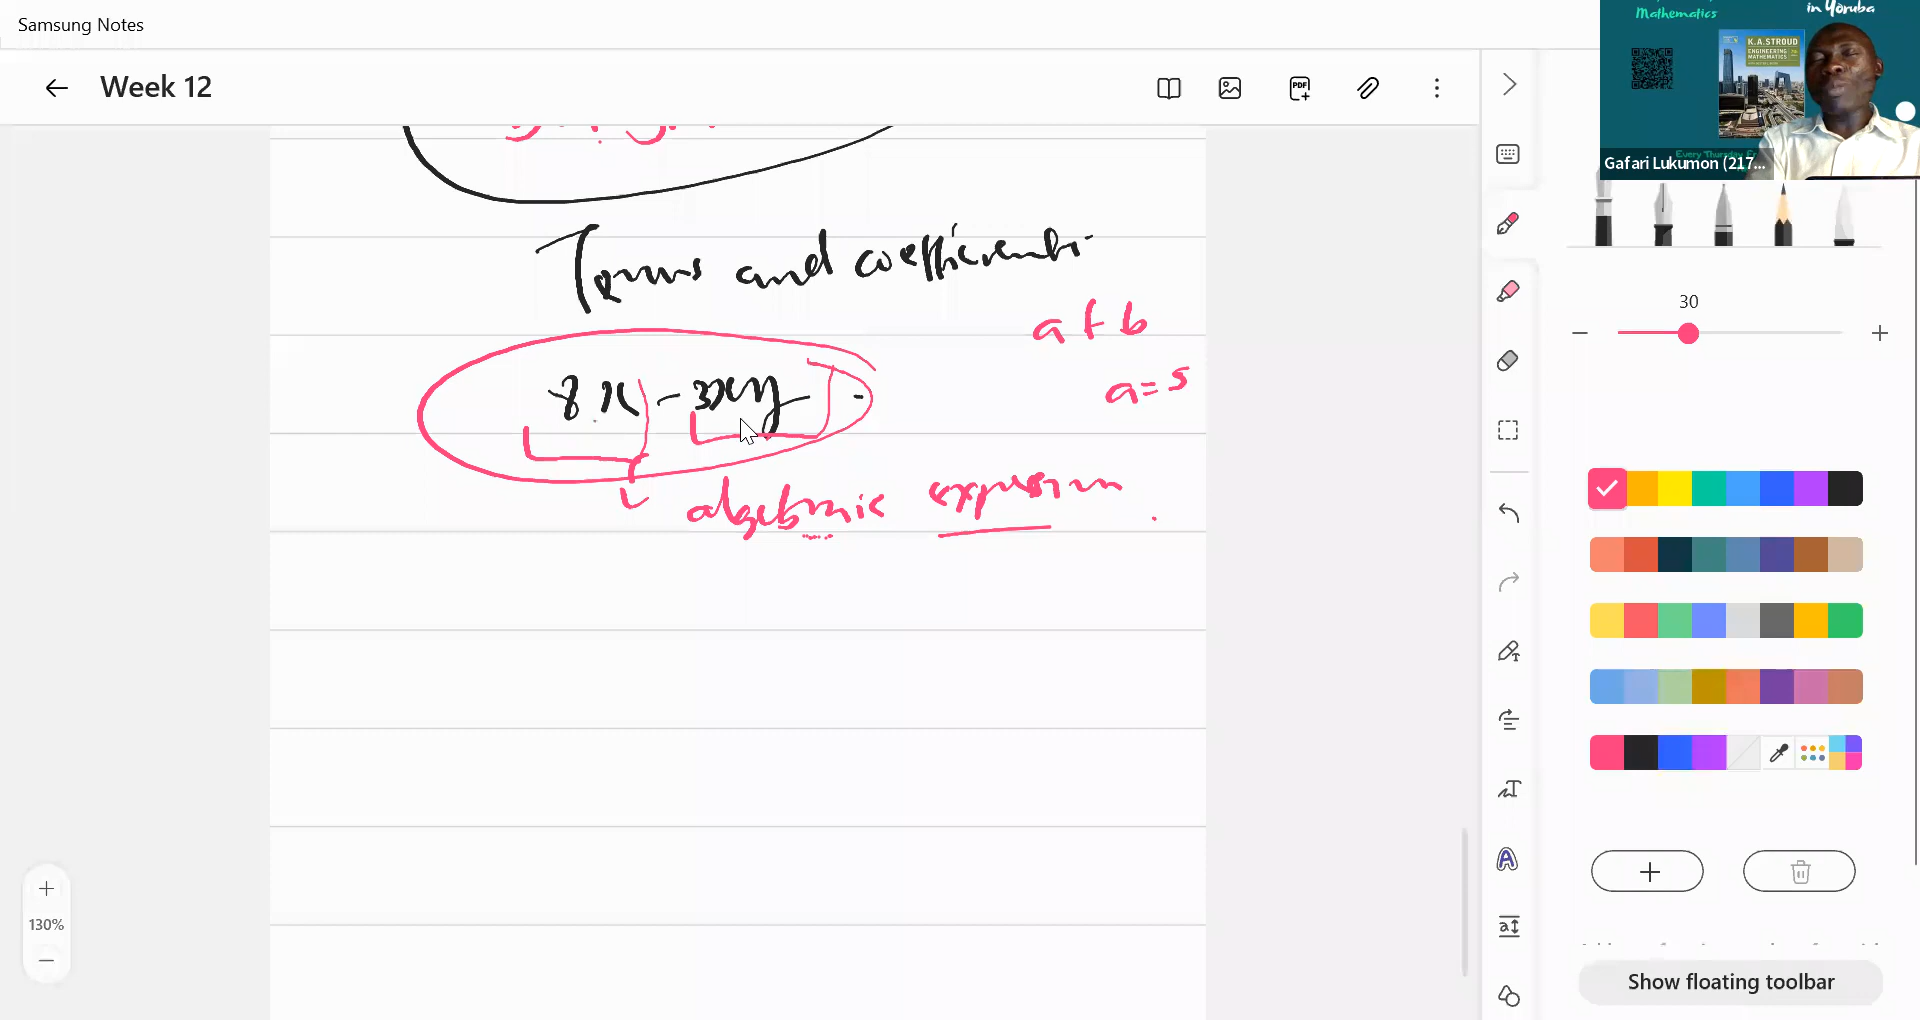 Samsung Notes
Week 12
Mathematics
in Yoruba
K.A. STROUD
ENGINEERING
MATHEMATICS
Gafari Lukumon (217...
Terms and coefficients
a + b
8x - 3xy
a = 5
algebraic expression
30
130%
Show floating toolbar